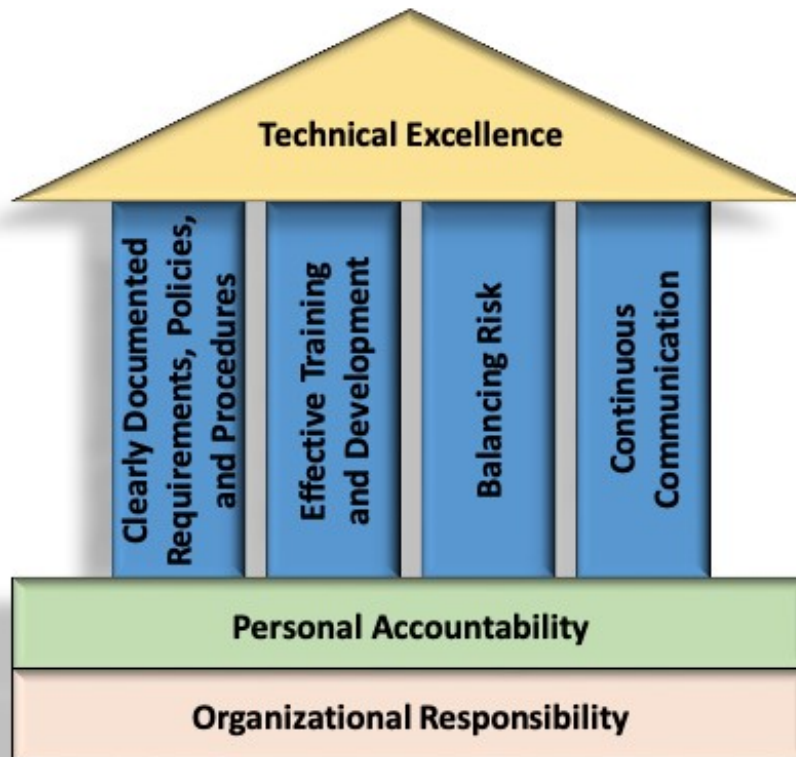 Technical Excellence
Clearly Documented
Requirements, Policies,
and Procedures
Effective Training
and Development
Balancing Risk
Continuous
Communication
Personal Accountability
Organizational Responsibility